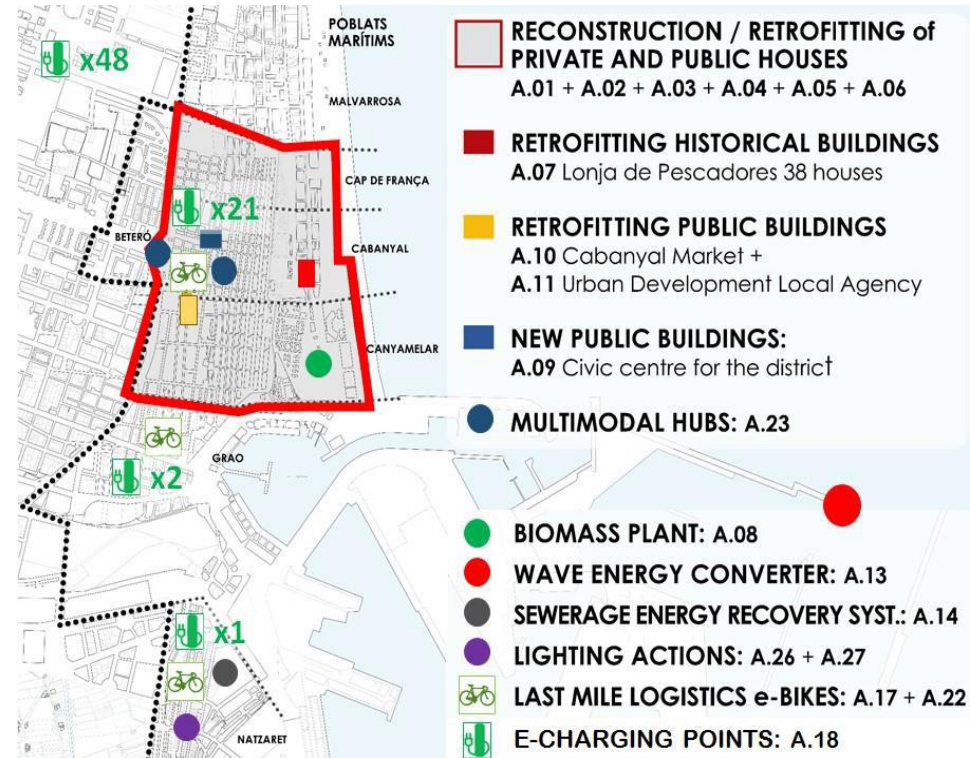 POBLATS
MARÍTIMS
x48
MALVARROSA
CAP DE FRANÇA
x21
BETERÓ
CABANYAL
CANYAMELAR
GRAO
x2
x1
NATZARET
RECONSTRUCTION / RETROFITTING of
PRIVATE AND PUBLIC HOUSES
A.01 + A.02 + A.03 + A.04 + A.05 + A.06
RETROFITTING HISTORICAL BUILDINGS
A.07 Lonja de Pescadores 38 houses
RETROFITTING PUBLIC BUILDINGS
A.10 Cabanyal Market +
A.11 Urban Development Local Agency
NEW PUBLIC BUILDINGS:
A.09 Civic centre for the district
MULTIMODAL HUBS: A.23
BIOMASS PLANT: A.08
WAVE ENERGY CONVERTER: A.13
SEWERAGE ENERGY RECOVERY SYST.: A.14
LIGHTING ACTIONS: A.26 + A.27
LAST MILE LOGISTICS e-BIKES: A.17 + A.22
E-CHARGING POINTS: A.18